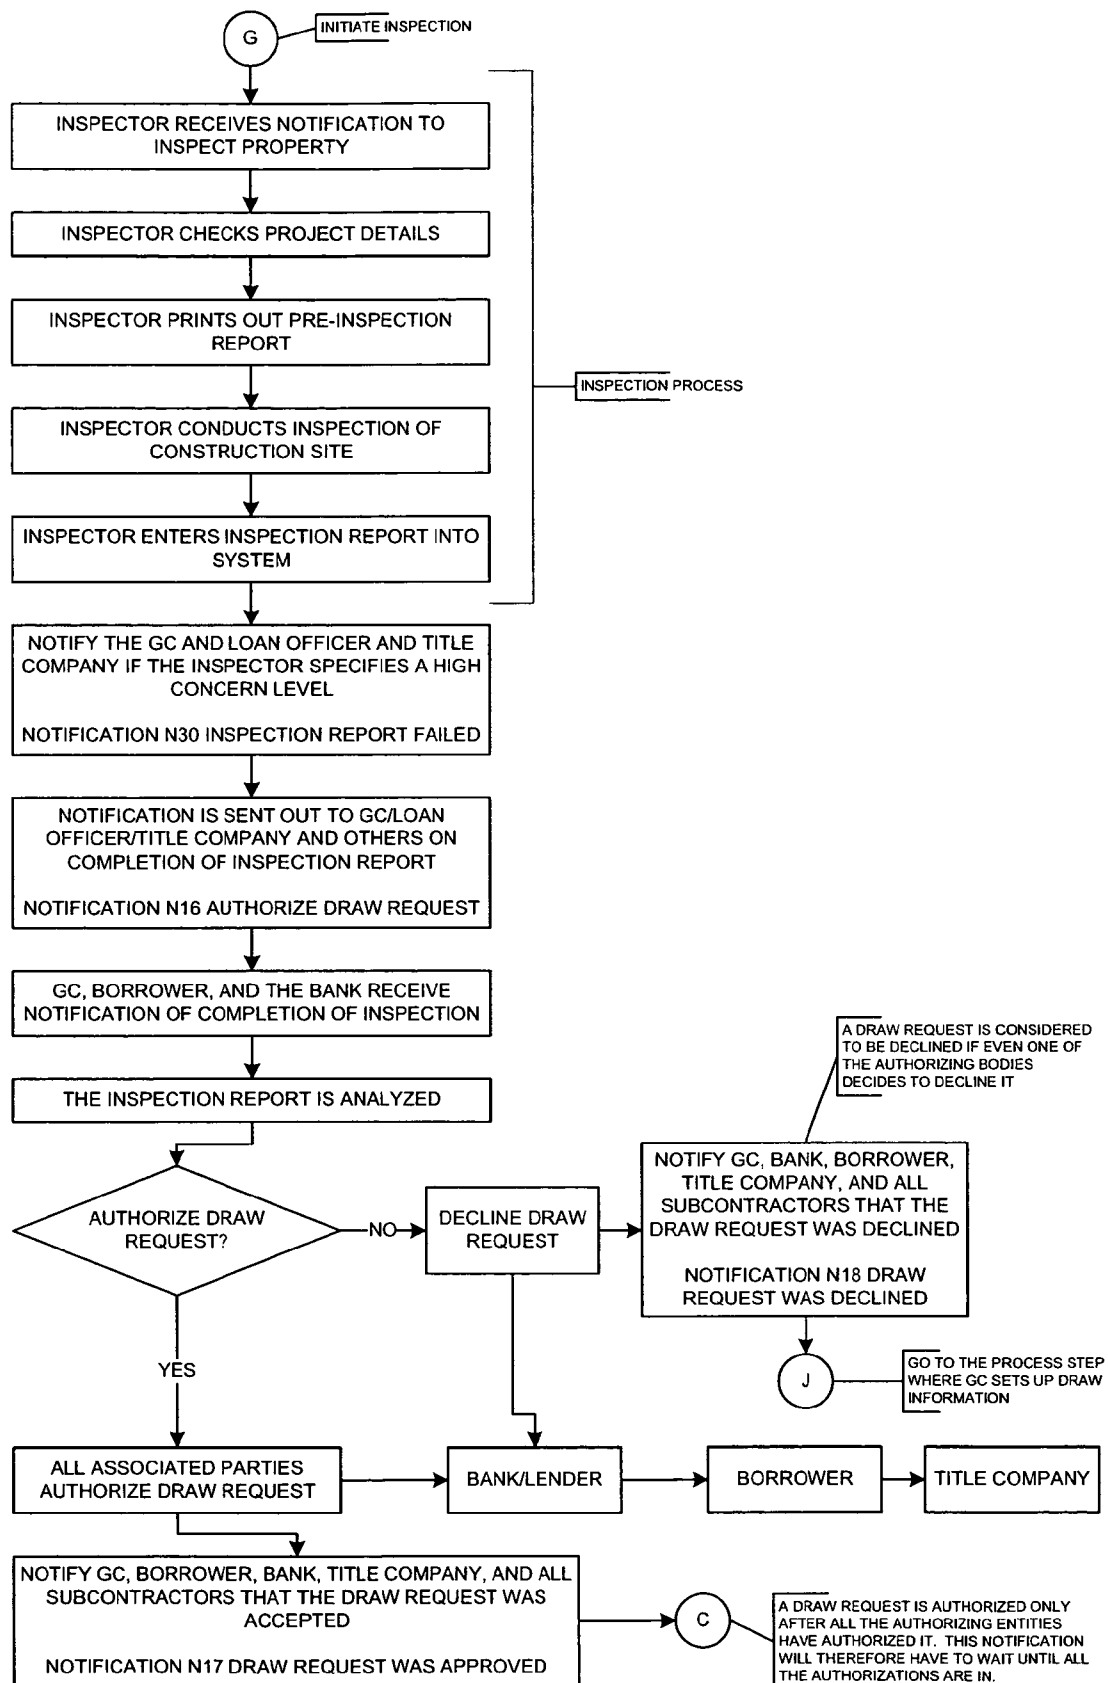 G
INITIATE INSPECTION
INSPECTOR RECEIVES NOTIFICATION TO
INSPECT PROPERTY
INSPECTOR CHECKS PROJECT DETAILS
INSPECTOR PRINTS OUT PRE-INSPECTION
REPORT
INSPECTION PROCESS
INSPECTOR CONDUCTS INSPECTION OF
CONSTRUCTION SITE
INSPECTOR ENTERS INSPECTION REPORT INTO
SYSTEM
NOTIFY THE GC AND LOAN OFFICER AND TITLE
COMPANY IF THE INSPECTOR SPECIFIES A HIGH
CONCERN LEVEL
NOTIFICATION N30 INSPECTION REPORT FAILED
NOTIFICATION IS SENT OUT TO GC/LOAN
OFFICER/TITLE COMPANY AND OTHERS ON
COMPLETION OF INSPECTION REPORT
NOTIFICATION N16 AUTHORIZE DRAW REQUEST
GC, BORROWER, AND THE BANK RECEIVE
NOTIFICATION OF COMPLETION OF INSPECTION
THE INSPECTION REPORT IS ANALYZED
A DRAW REQUEST IS CONSIDERED
TO BE DECLINED IF EVEN ONE OF
THE AUTHORIZING BODIES
DECIDES TO DECLINE IT
AUTHORIZE DRAW
REQUEST?
NO
DECLINE DRAW
REQUEST
NOTIFY GC, BANK, BORROWER,
TITLE COMPANY, AND ALL
SUBCONTRACTORS THAT THE
DRAW REQUEST WAS DECLINED
NOTIFICATION N18 DRAW
REQUEST WAS DECLINED
YES
J
GO TO THE PROCESS STEP
WHERE GC SETS UP DRAW
INFORMATION
ALL ASSOCIATED PARTIES
AUTHORIZE DRAW REQUEST
BANK/LENDER
BORROWER
TITLE COMPANY
NOTIFY GC, BORROWER, BANK, TITLE COMPANY, AND ALL
SUBCONTRACTORS THAT THE DRAW REQUEST WAS
ACCEPTED
NOTIFICATION N17 DRAW REQUEST WAS APPROVED
C
A DRAW REQUEST IS AUTHORIZED ONLY
AFTER ALL THE AUTHORIZING ENTITIES
HAVE AUTHORIZED IT. THIS NOTIFICATION
WILL THEREFORE HAVE TO WAIT UNTIL ALL
THE AUTHORIZATIONS ARE IN.